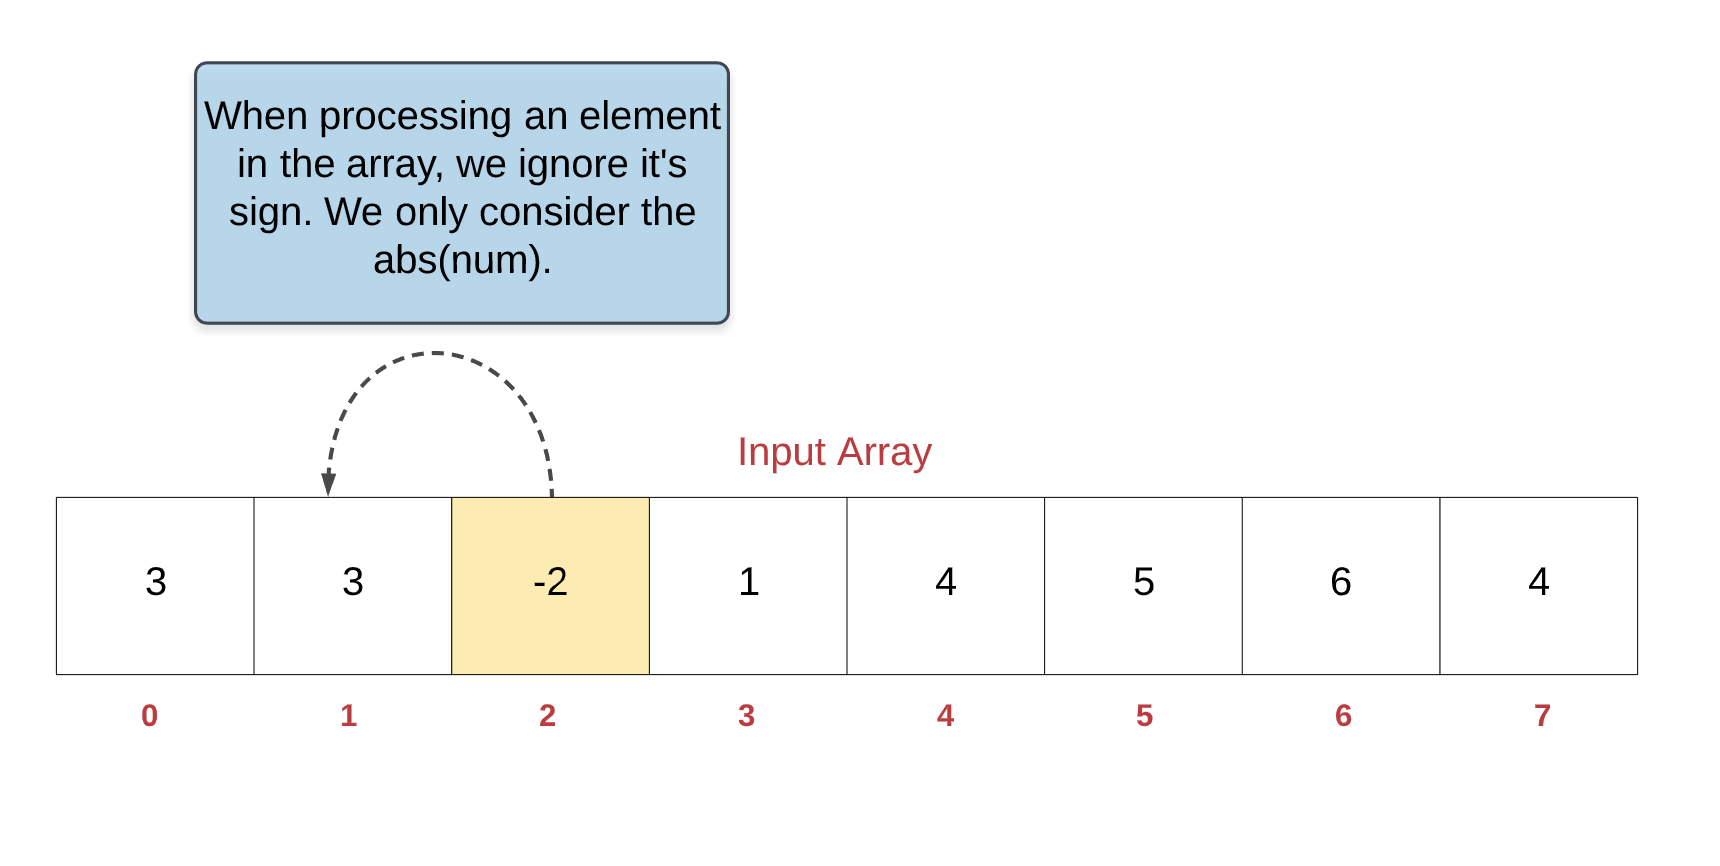 When processing an element
in the array, we ignore it's
sign. We only consider the
abs(num).
Input Array
3 3 -2 1 4 5 6 4
0 1 2 3 4 5 6 7